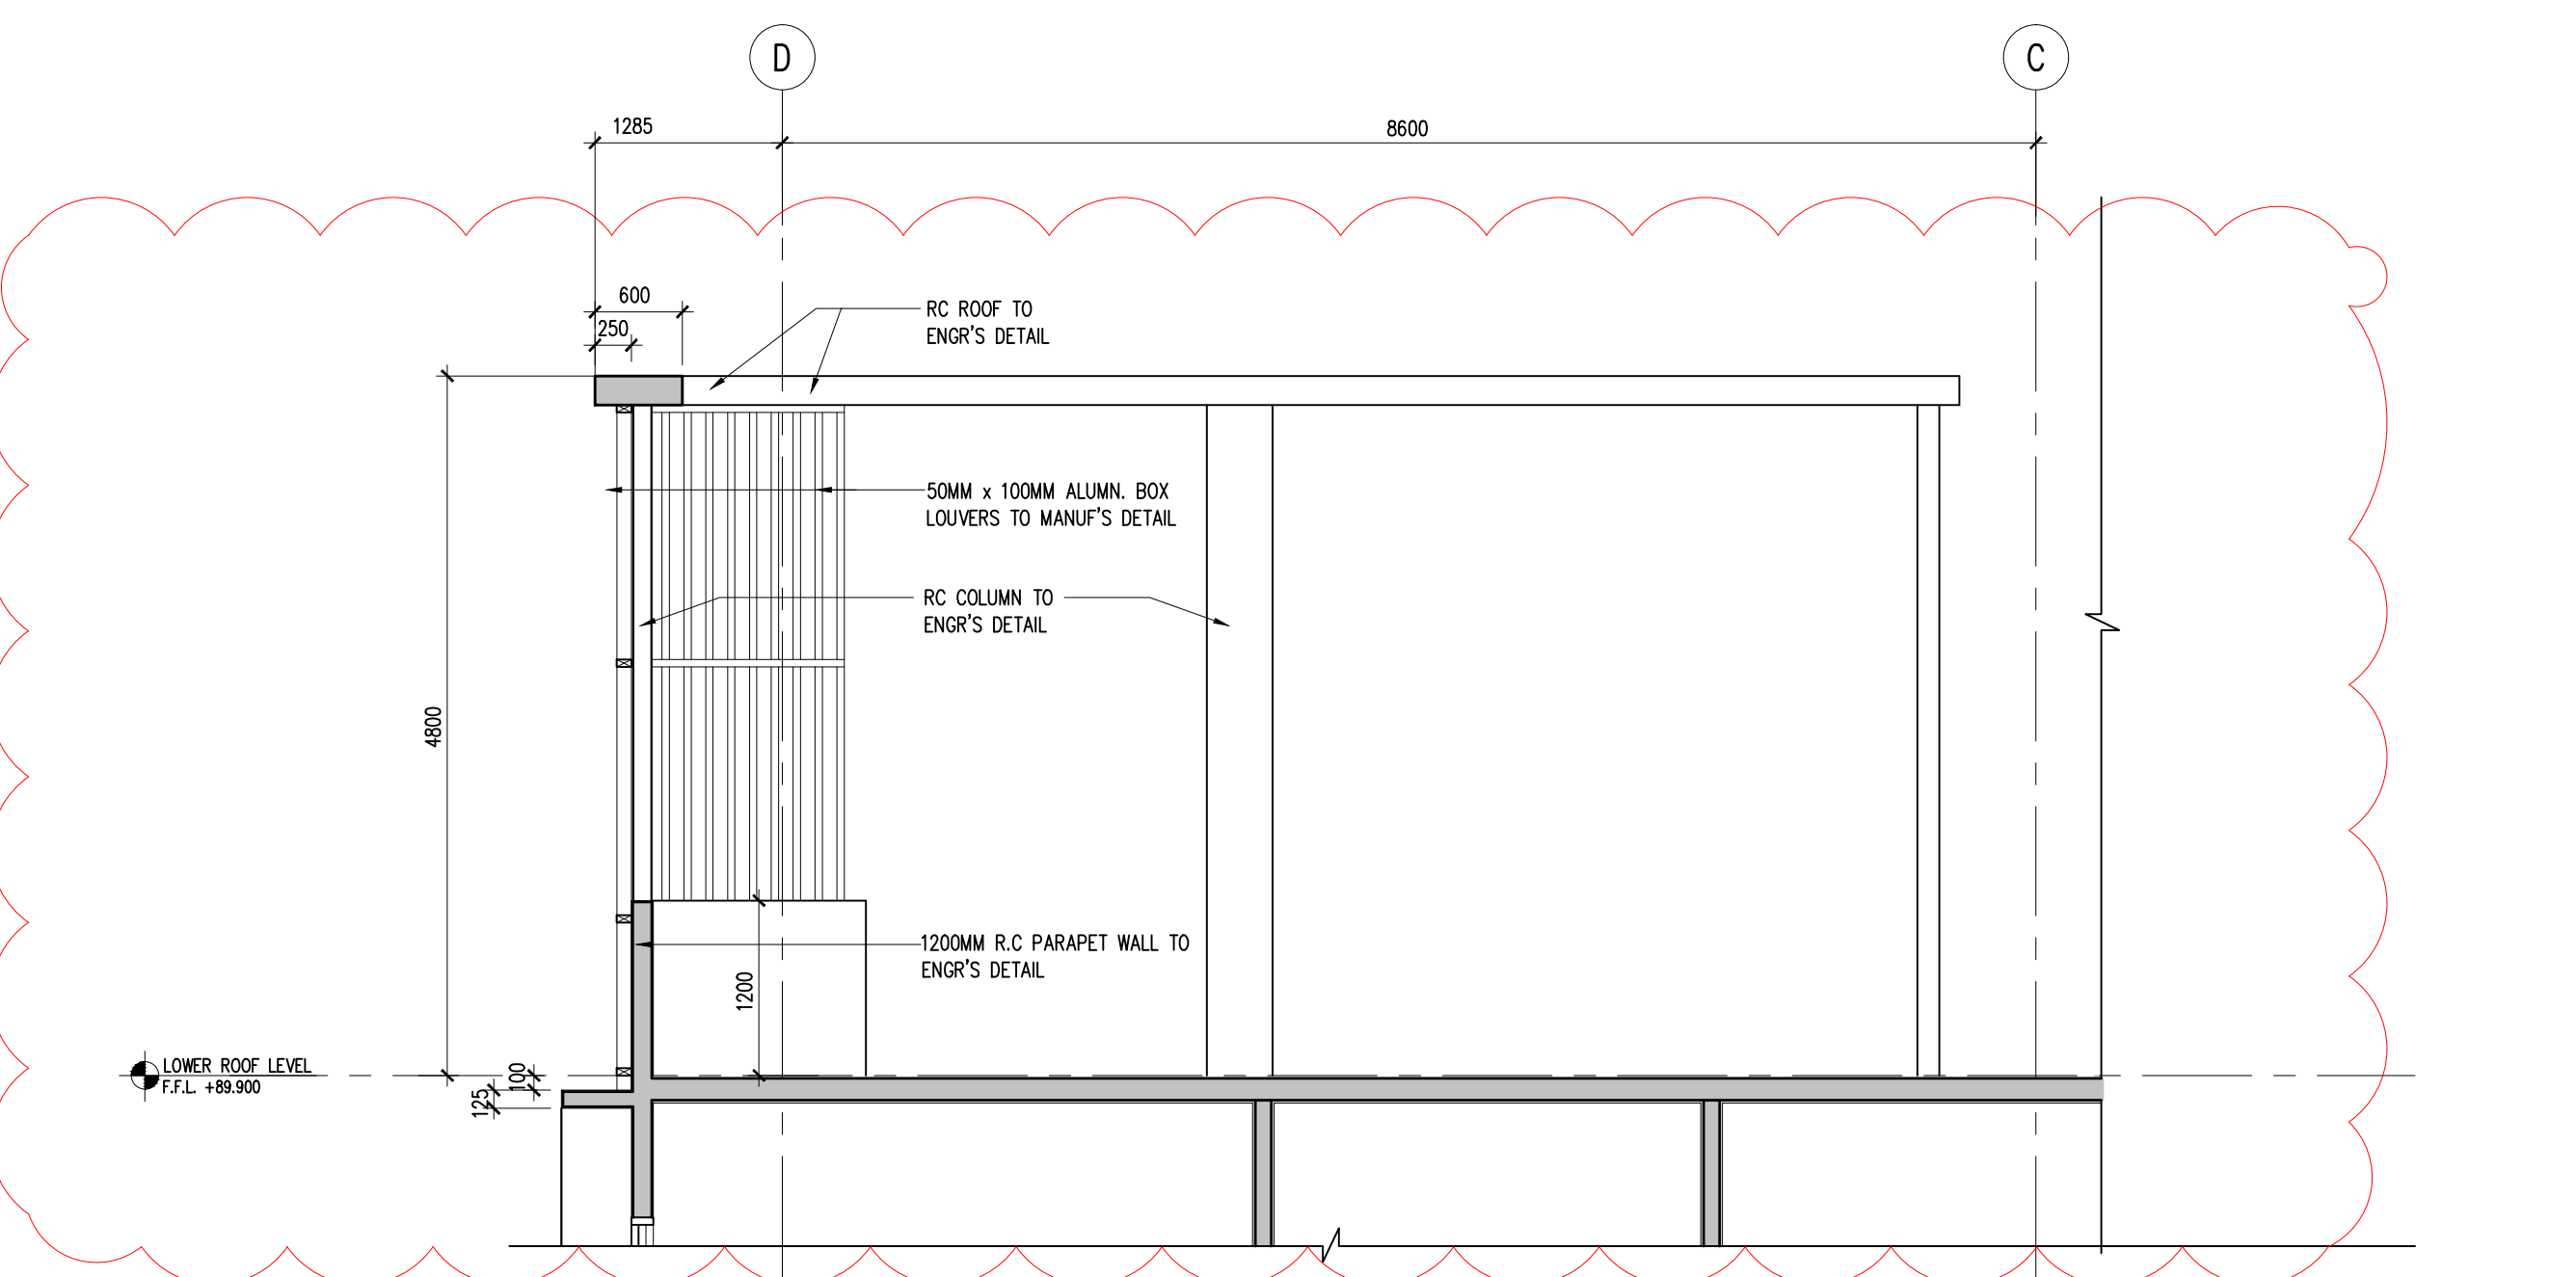 D
C
1285
8600
600
250
RC ROOF TO
ENGR'S DETAIL
50MM x 100MM ALUMN. BOX
LOUVERS TO MANUF'S DETAIL
RC COLUMN TO
ENGR'S DETAIL
4800
1200MM R.C PARAPET WALL TO
ENGR'S DETAIL
1200
LOWER ROOF LEVEL
F.F.L. +89.900
100
125